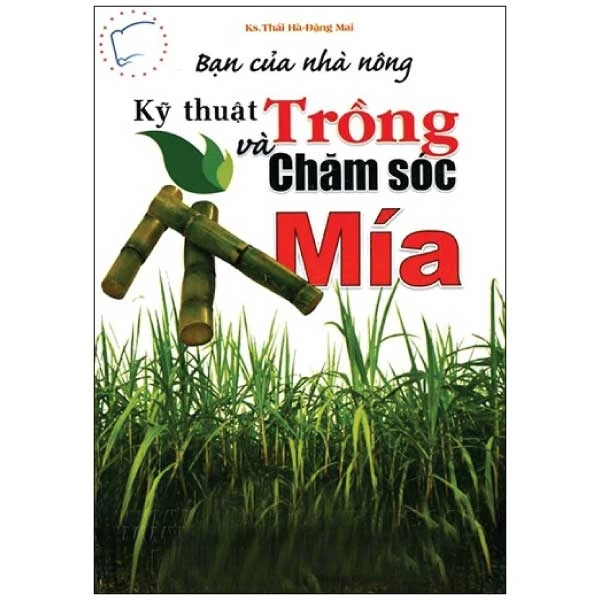 Ks.Thái Hà-Đặng Mai
Bạn của nhà nông
Kỹ thuật Trồng
và Chăm sóc
Mía